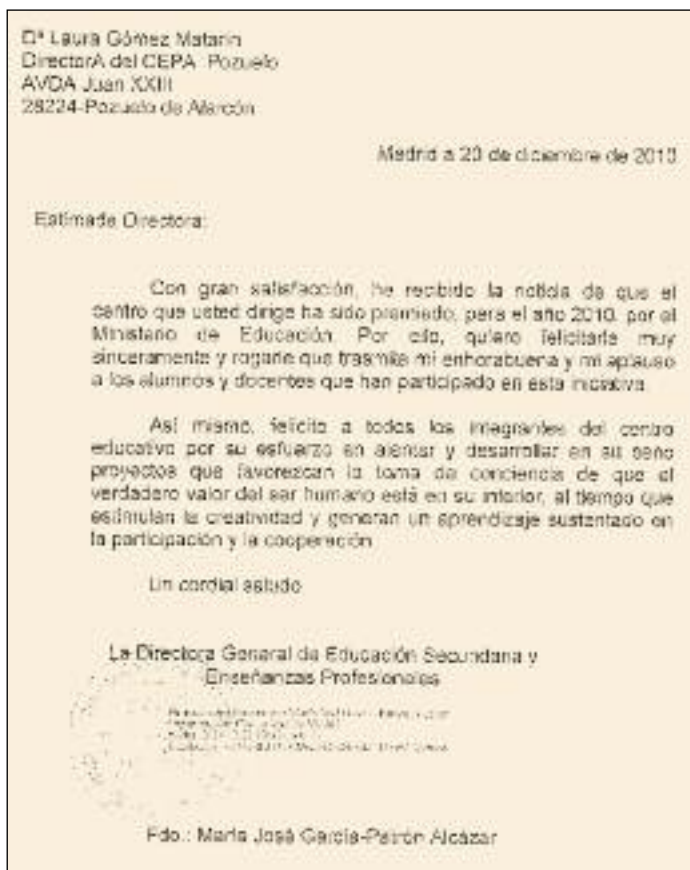 Dª Laura Gómez Matarín
DirectorA del CEPA Pozuelo
AVDA Juan XXIII
28224-Pozuelo de Alarcón
Madrid a 20 de diciembre de 2010
Estimada Directora:
Con gran satisfacción, he recibido la noticia de que el
centro que usted dirige ha sido premiado, para el año 2010, por el
Ministerio de Educación. Por ello, quiero felicitarle muy
sinceramente y rogarle que trasmita mi enhorabuena y mi aplauso
a los alumnos y docentes que han participado en esta iniciativa
Así mismo, felicito a todos los integrantes del centro
educativo por su esfuerzo en alentar y desarrollar en su seno
proyectos que favorezcan la toma de conciencia de que el
verdadero valor del ser humano está en su interior, al tiempo que
estimulan la creatividad y generan un aprendizaje sustentado en
la participación y la cooperación
Un cordial saludo
La Directora General de Educación Secundaria y
Enseñanzas Profesionales
Fdo.: María José García-Patrón Alcázar